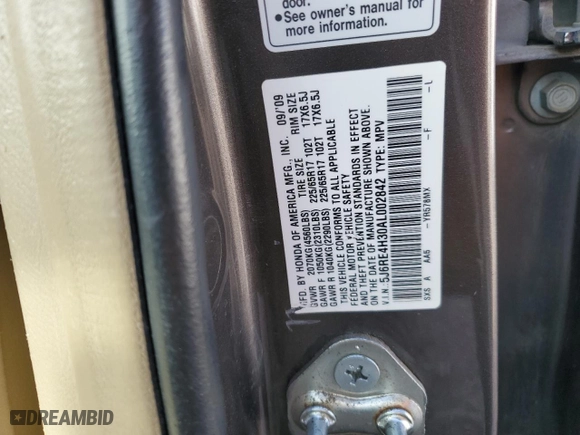 door.
•See owner's manual for
more information.
MFD. BY HONDA OF AMERICA MFG., INC. 09/'09
TIRE SIZE RIM SIZE
GVWR 2070KG(4560LBS)
GAWR F 1050KG(2310LBS) 225/65R17 102T 17X6.5J
GAWR R 1040KG(2290LBS) 225/65R17 102T 17X6.5J
THIS VEHICLE CONFORMS TO ALL APPLICABLE
FEDERAL MOTOR VEHICLE SAFETY
AND THEFT PREVENTION STANDARDS IN EFFECT
ON THE DATE OF MANUFACTURE SHOWN ABOVE.
V.I.N.:5J6RE4H30AL002842 TYPE: MPV
SXS A AA6 -YR578MX -F -L
DREAMBID